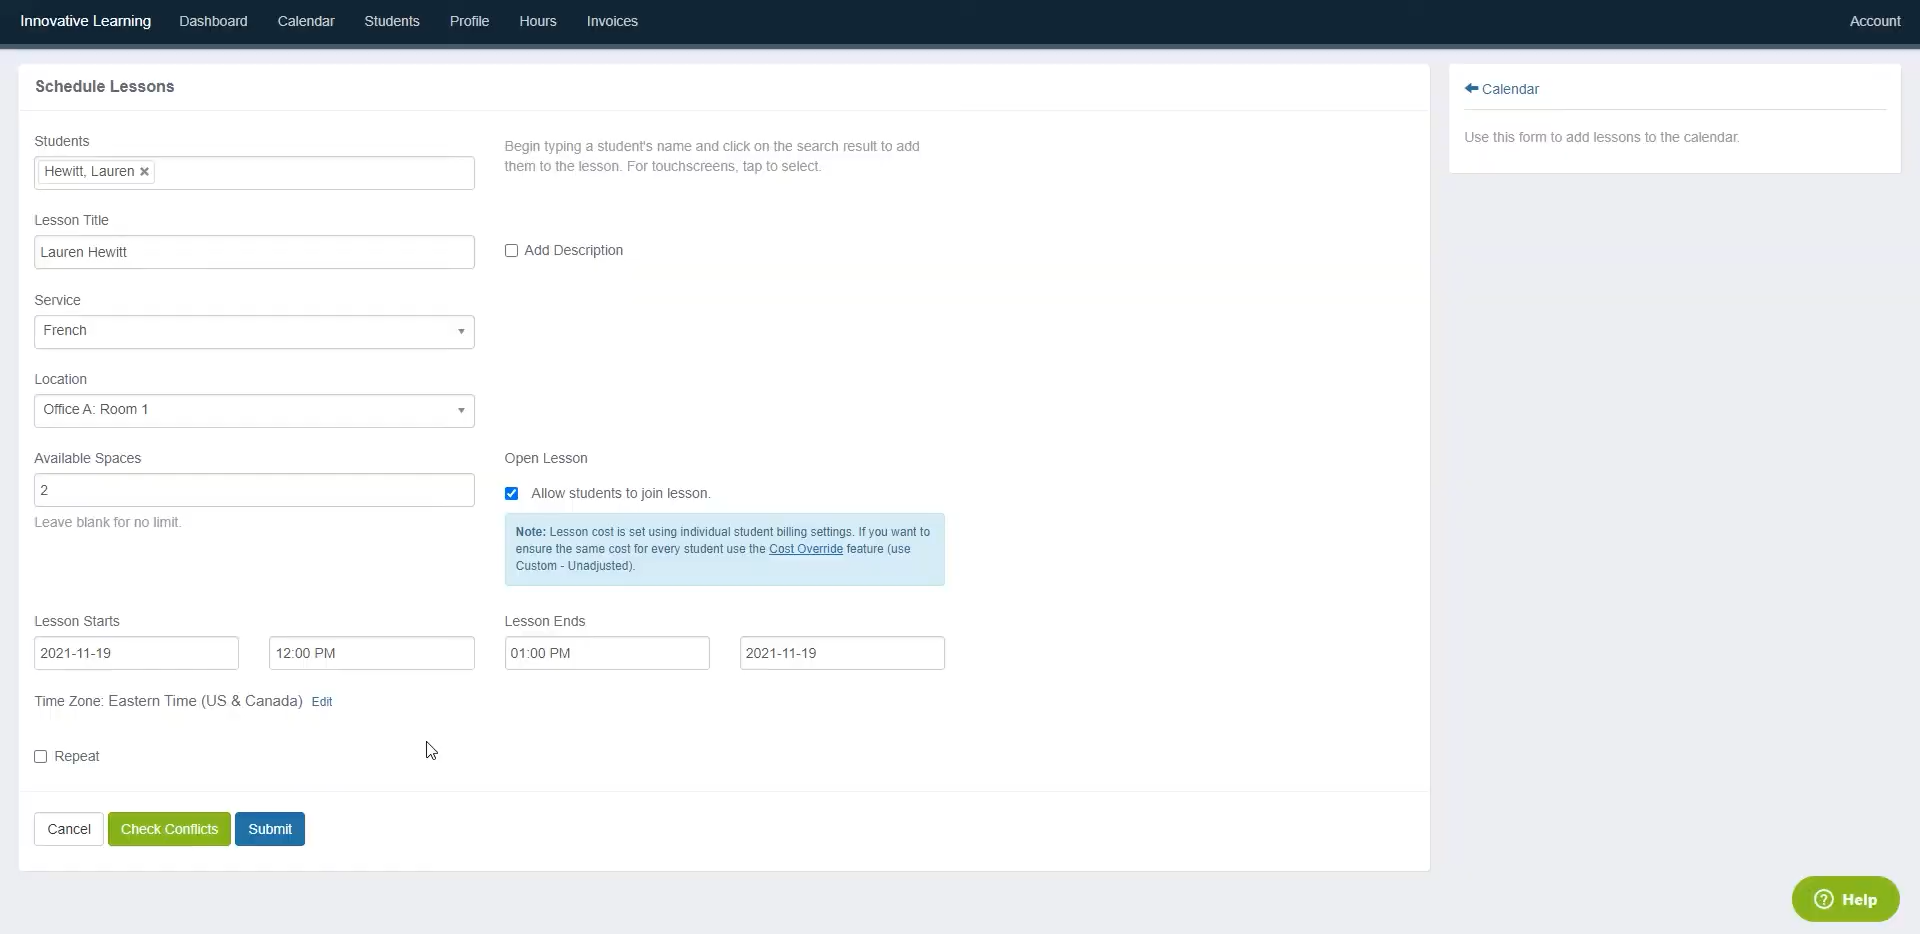 Innovative Learning Dashboard Calendar Students Profile Hours Invoices Account
Schedule Lessons
Students
Hewitt, Lauren ×
Begin typing a student's name and click on the search result to add
them to the lesson. For touchscreens, tap to select.
Lesson Title
Lauren Hewitt
Add Description
Service
French
Location
Office A: Room 1
Available Spaces
2
Leave blank for no limit.
Open Lesson
Allow students to join lesson.
Note: Lesson cost is set using individual student billing settings. If you want to
ensure the same cost for every student use the Cost Override feature (use
Custom - Unadjusted).
Lesson Starts
2021-11-19 12:00 PM
Lesson Ends
01:00 PM 2021-11-19
Time Zone: Eastern Time (US & Canada) Edit
Repeat
Cancel Check Conflicts Submit
Calendar
Use this form to add lessons to the calendar.
? Help